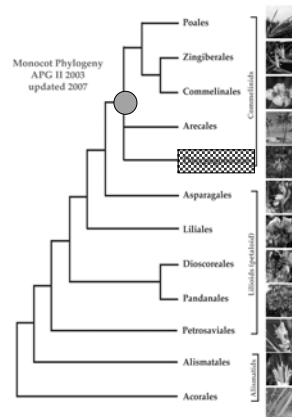 Poales
Monocot Phylogeny
APG II 2003
updated 2007
Zingiberales
Commelinales
Commelinids
Arecales
Asparagales
Liliales
Lilioids (petaloid)
Dioscoreales
Pandanales
Petrosaviales
Alismatales
Alismatids
Acorales